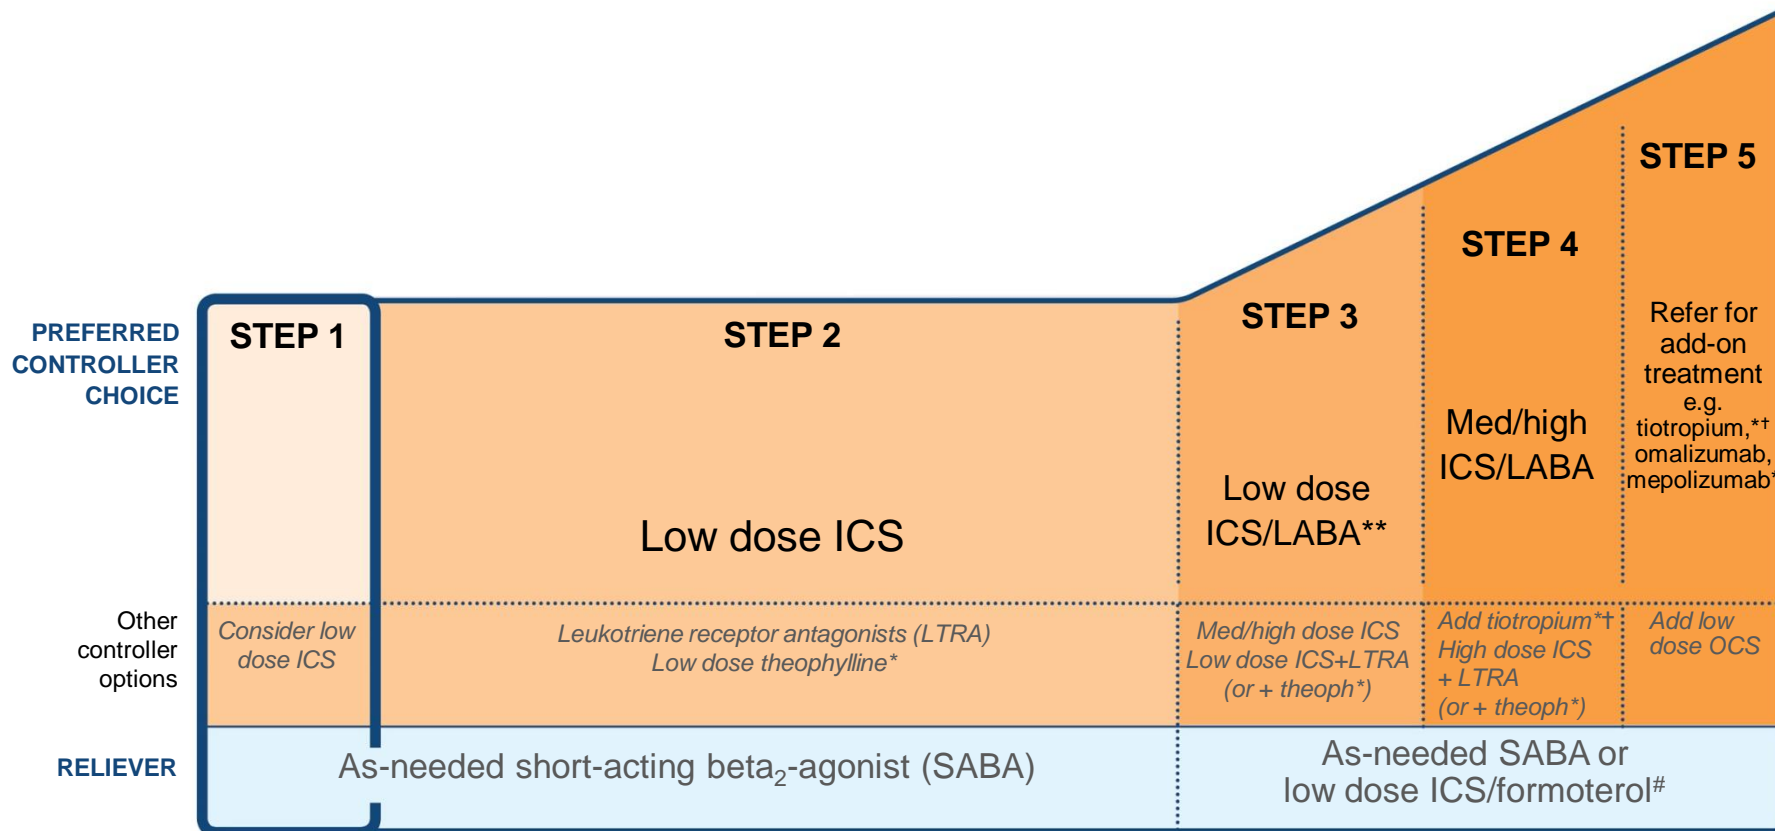 PREFERRED
CONTROLLER
CHOICE
STEP 1
STEP 2
Low dose ICS
STEP 3
Low dose
ICS/LABA**
STEP 4
Med/high
ICS/LABA
STEP 5
Refer for
add-on
treatment
e.g.
tiotropium,*†
omalizumab,
mepolizumab*
Other
controller
options
Consider low
dose ICS
Leukotriene receptor antagonists (LTRA)
Low dose theophylline*
Med/high dose ICS
Low dose ICS+LTRA
(or + theoph*)
Add tiotropium*†
High dose ICS
+ LTRA
(or + theoph*)
Add low
dose OCS
RELIEVER
As-needed short-acting beta₂-agonist (SABA)
As-needed SABA or
low dose ICS/formoterol#